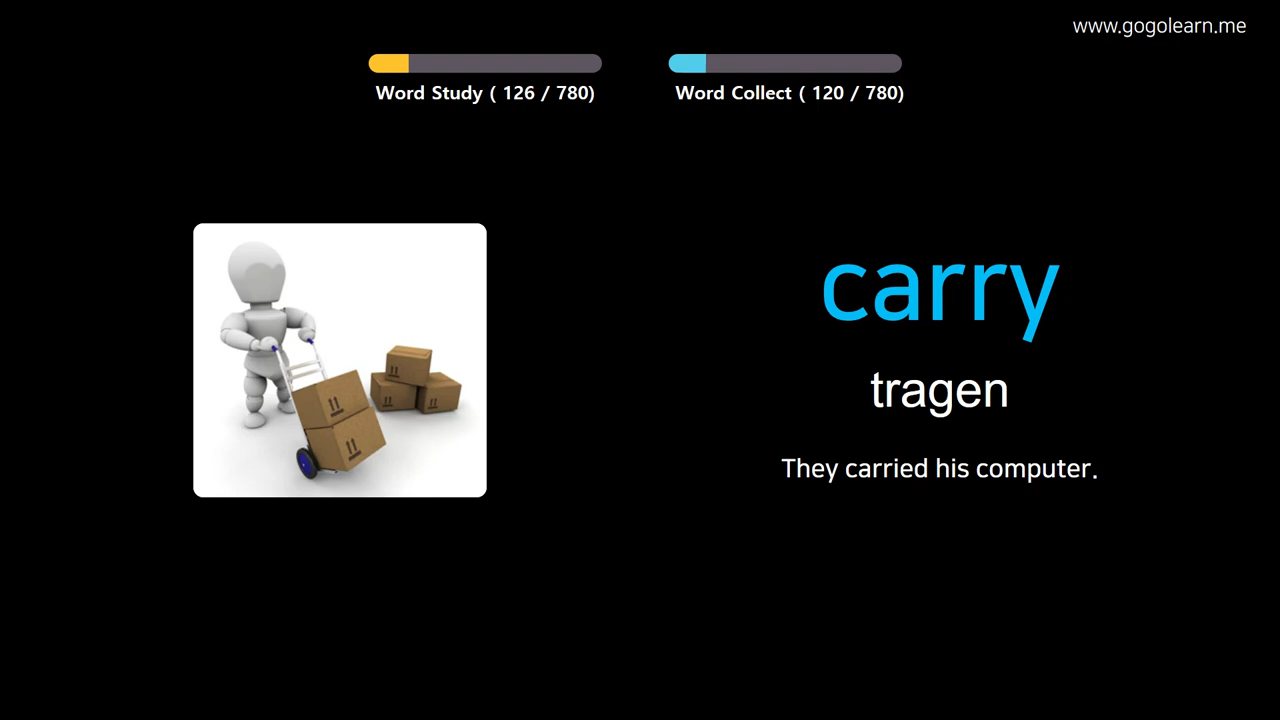 www.gogolearn.me
Word Study ( 126 / 780)
Word Collect ( 120 / 780)
carry
tragen
They carried his computer.